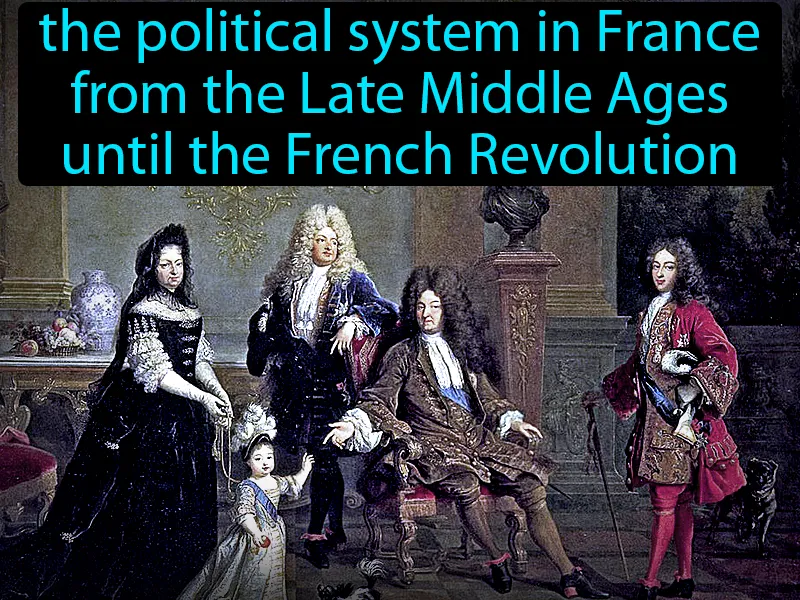 the political system in France
from the Late Middle Ages
until the French Revolution